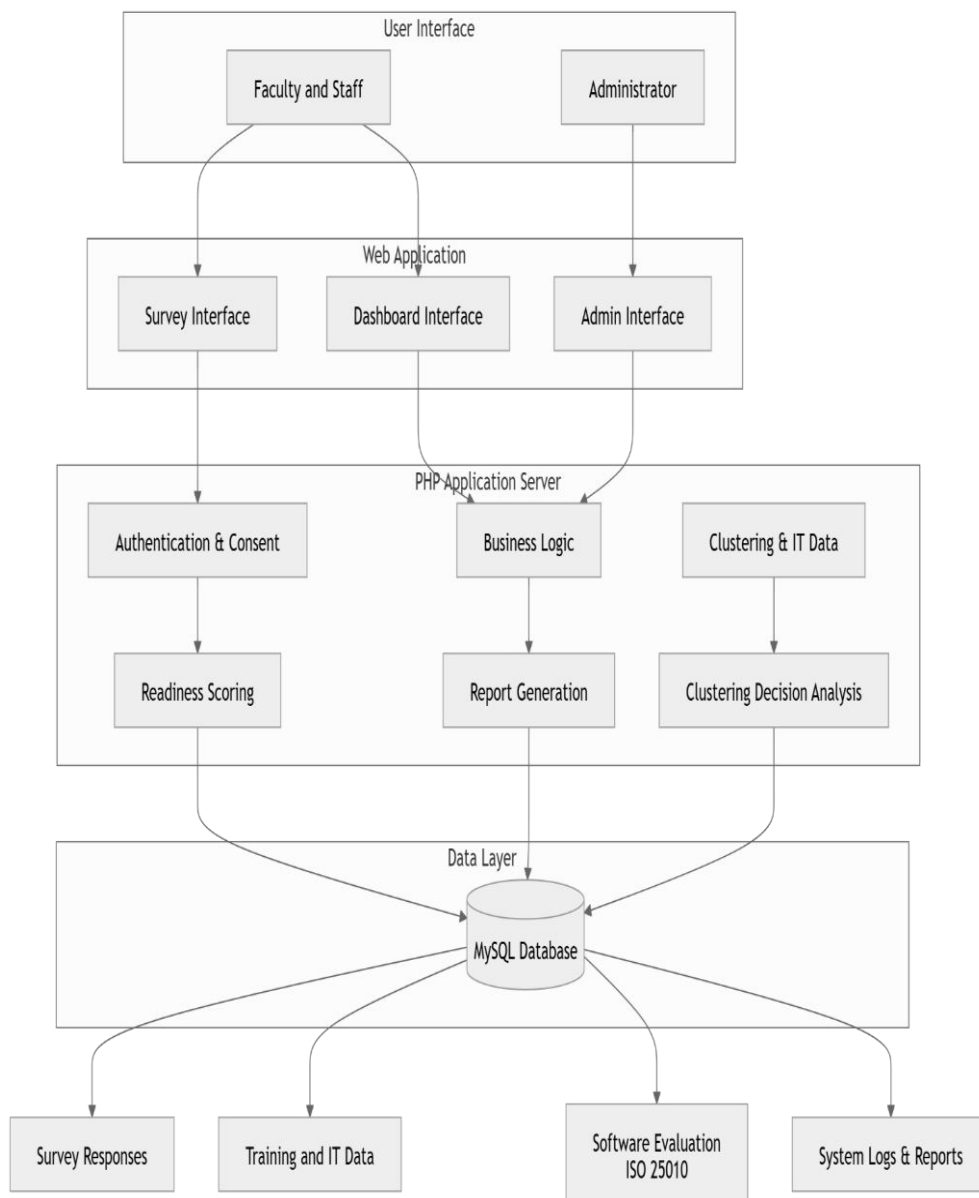 User Interface
Faculty and Staff
Administrator
Web Application
Survey Interface
Dashboard Interface
Admin Interface
PHP Application Server
Authentication & Consent
Business Logic
Clustering & IT Data
Readiness Scoring
Report Generation
Clustering Decision Analysis
Data Layer
MySQL Database
Survey Responses
Training and IT Data
Software Evaluation
ISO 25010
System Logs & Reports